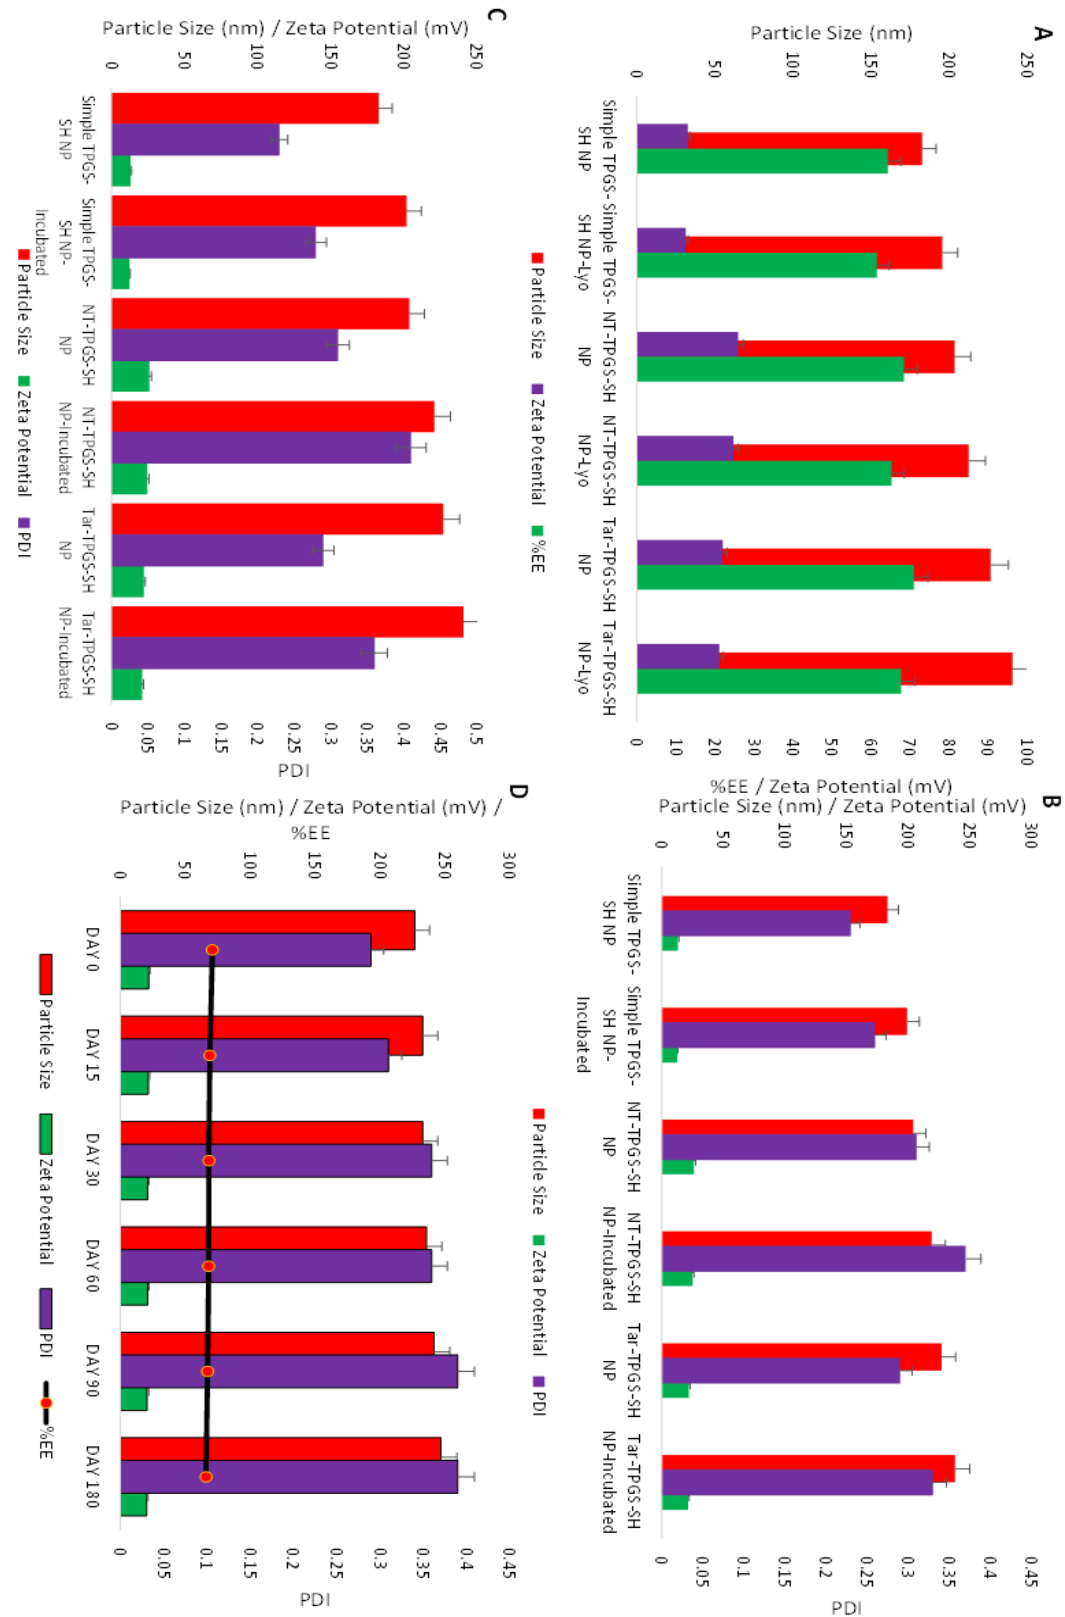 A
Particle Size (nm)
0
50
100
150
200
250
Simple TPGS-
SH NP
Simple TPGS-
SH NP-Lyo
NT-TPGS-SH
NP
NT-TPGS-SH
NP-Lyo
Tar-TPGS-SH
NP
Tar-TPGS-SH
NP-Lyo
0
10
20
30
40
50
60
70
80
90
100
%EE / Zeta Potential (mV)
Particle Size
Zeta Potential
%EE
B
Particle Size (nm) / Zeta Potential (mV)
0
50
100
150
200
250
300
Simple TPGS-
SH NP
Simple TPGS-
SH NP-
Incubated
NT-TPGS-SH
NP
NT-TPGS-SH
NP-Incubated
Tar-TPGS-SH
NP
Tar-TPGS-SH
NP-Incubated
0
0.05
0.1
0.15
0.2
0.25
0.3
0.35
0.4
0.45
PDI
Particle Size
Zeta Potential
PDI
C
Particle Size (nm) / Zeta Potential (mV)
0
50
100
150
200
250
Simple TPGS-
SH NP
Simple TPGS-
SH NP-
Incubated
NT-TPGS-SH
NP
NT-TPGS-SH
NP-Incubated
Tar-TPGS-SH
NP
Tar-TPGS-SH
NP-Incubated
0
0.05
0.1
0.15
0.2
0.25
0.3
0.35
0.4
0.45
0.5
PDI
Particle Size
Zeta Potential
PDI
D
Particle Size (nm) / Zeta Potential (mV) /
%EE
0
50
100
150
200
250
300
DAY 0
DAY 15
DAY 30
DAY 60
DAY 90
DAY 180
0
0.05
0.1
0.15
0.2
0.25
0.3
0.35
0.4
0.45
PDI
Particle Size
Zeta Potential
PDI
%EE